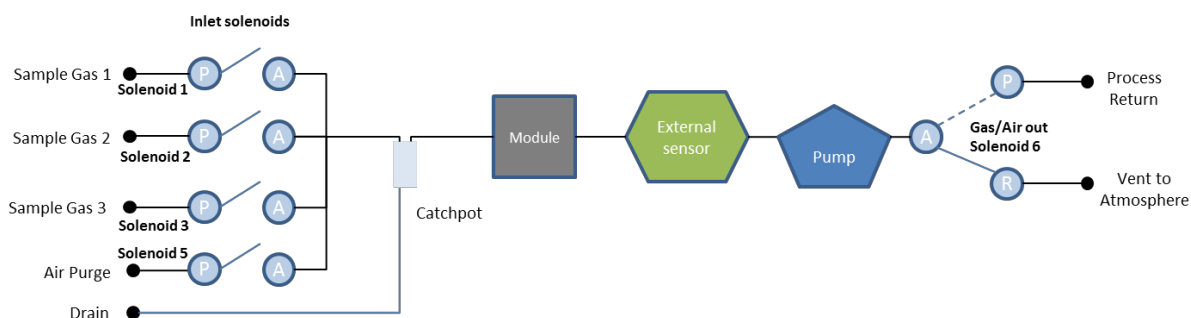 Inlet solenoids
Sample Gas 1
P
A
Solenoid 1
Sample Gas 2
P
A
Solenoid 2
Sample Gas 3
P
A
Solenoid 3
Solenoid 5
Air Purge
P
A
Drain
Catchpot
Module
External
sensor
Pump
A
P
Process
Return
Gas/Air out
Solenoid 6
R
Vent to
Atmosphere